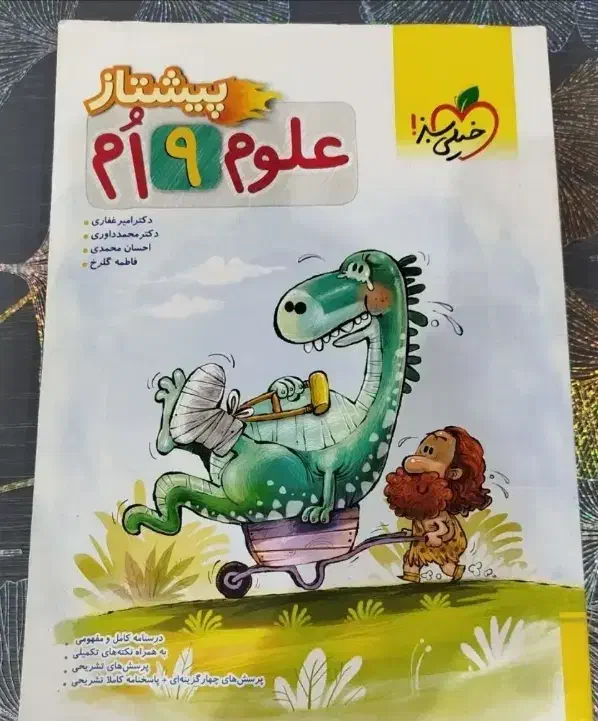 خیلی سبز!
پیشتاز
علوم ۹ اُم
دکتر امیر غفاری
دکتر محمد داوری
احسان محمدی
فاطمه گلرخ
درسنامه کامل و مفهومی
به همراه نکته‌های تکمیلی
پرسش‌های تشریحی
پرسش‌های چهارگزینه‌ای + پاسخنامه کاملا تشریحی